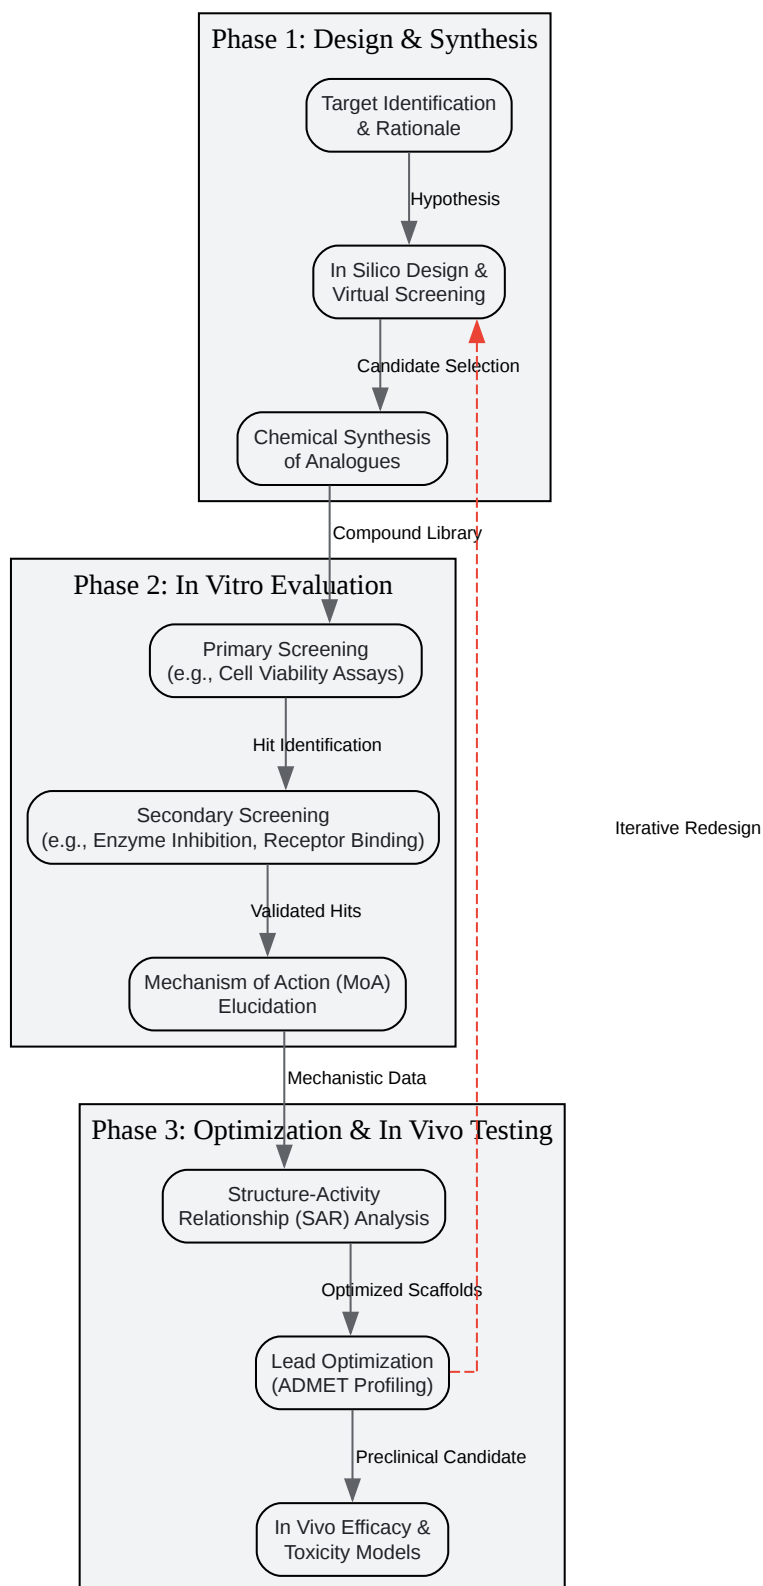 Phase 1: Design & Synthesis
Target Identification
& Rationale
Hypothesis
In Silico Design &
Virtual Screening
Candidate Selection
Chemical Synthesis
of Analogues
Compound Library
Phase 2: In Vitro Evaluation
Primary Screening
(e.g., Cell Viability Assays)
Hit Identification
Secondary Screening
(e.g., Enzyme Inhibition, Receptor Binding)
Iterative Redesign
Validated Hits
Mechanism of Action (MoA)
Elucidation
Mechanistic Data
Phase 3: Optimization & In Vivo Testing
Structure-Activity
Relationship (SAR) Analysis
Optimized Scaffolds
Lead Optimization
(ADMET Profiling)
Preclinical Candidate
In Vivo Efficacy &
Toxicity Models